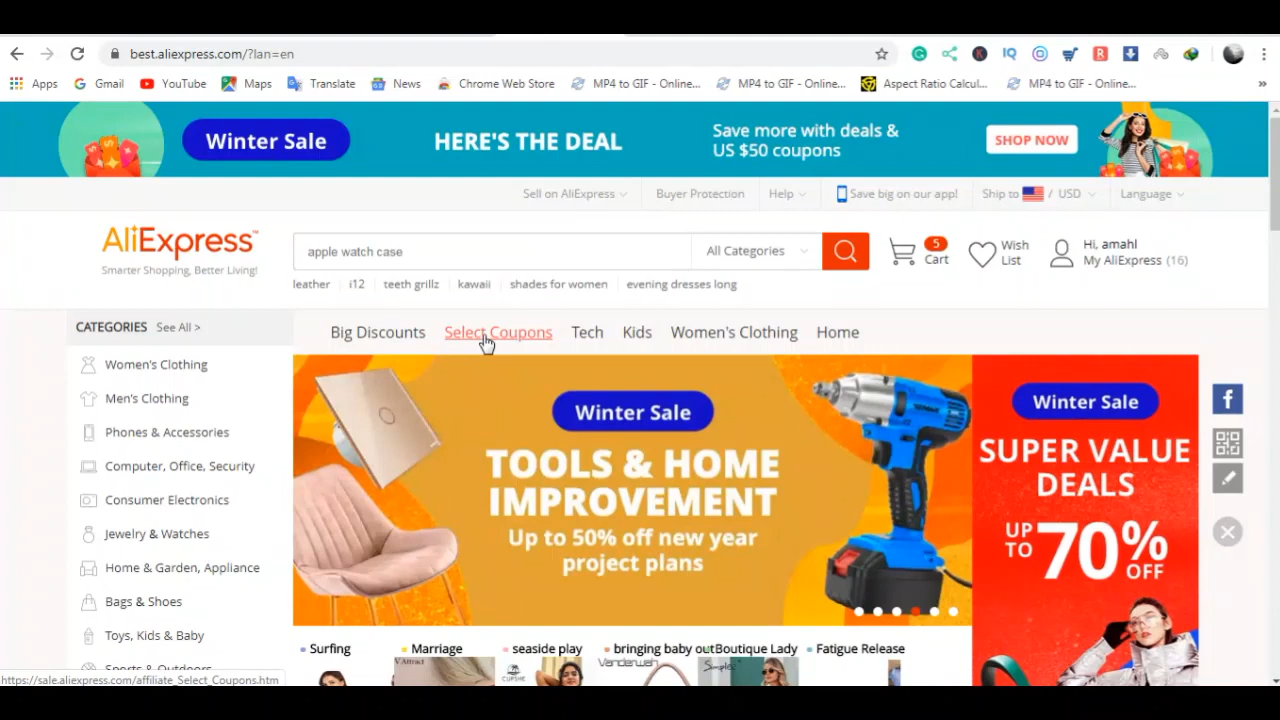 best.aliexpress.com/?lan=en
Apps Gmail YouTube Maps Translate News Chrome Web Store MP4 to GIF - Online... MP4 to GIF - Online... Aspect Ratio Calcul... MP4 to GIF - Online... »
Winter Sale
HERE'S THE DEAL
Save more with deals &
US $50 coupons
SHOP NOW
Sell on AliExpress Buyer Protection Help Save big on our app! Ship to / USD Language
AliExpress™
Smarter Shopping, Better Living!
apple watch case
All Categories
5
Cart
Wish
List
Hi, amahl
My AliExpress (16)
leather i12 teeth grillz kawaii shades for women evening dresses long
CATEGORIES See All >
Big Discounts Select Coupons Tech Kids Women's Clothing Home
Women's Clothing
Men's Clothing
Phones & Accessories
Computer, Office, Security
Consumer Electronics
Jewelry & Watches
Home & Garden, Appliance
Bags & Shoes
Toys, Kids & Baby
Sports & Outdoors
Winter Sale
TOOLS & HOME
IMPROVEMENT
Up to 50% off new year
project plans
Winter Sale
SUPER VALUE
DEALS
UP
TO
70%
OFF
Surfing Marriage seaside play bringing baby out Boutique Lady Fatigue Release
V'Attract
CUPSHE
Simplee
https://sale.aliexpress.com/affiliate_Select_Coupons.htm